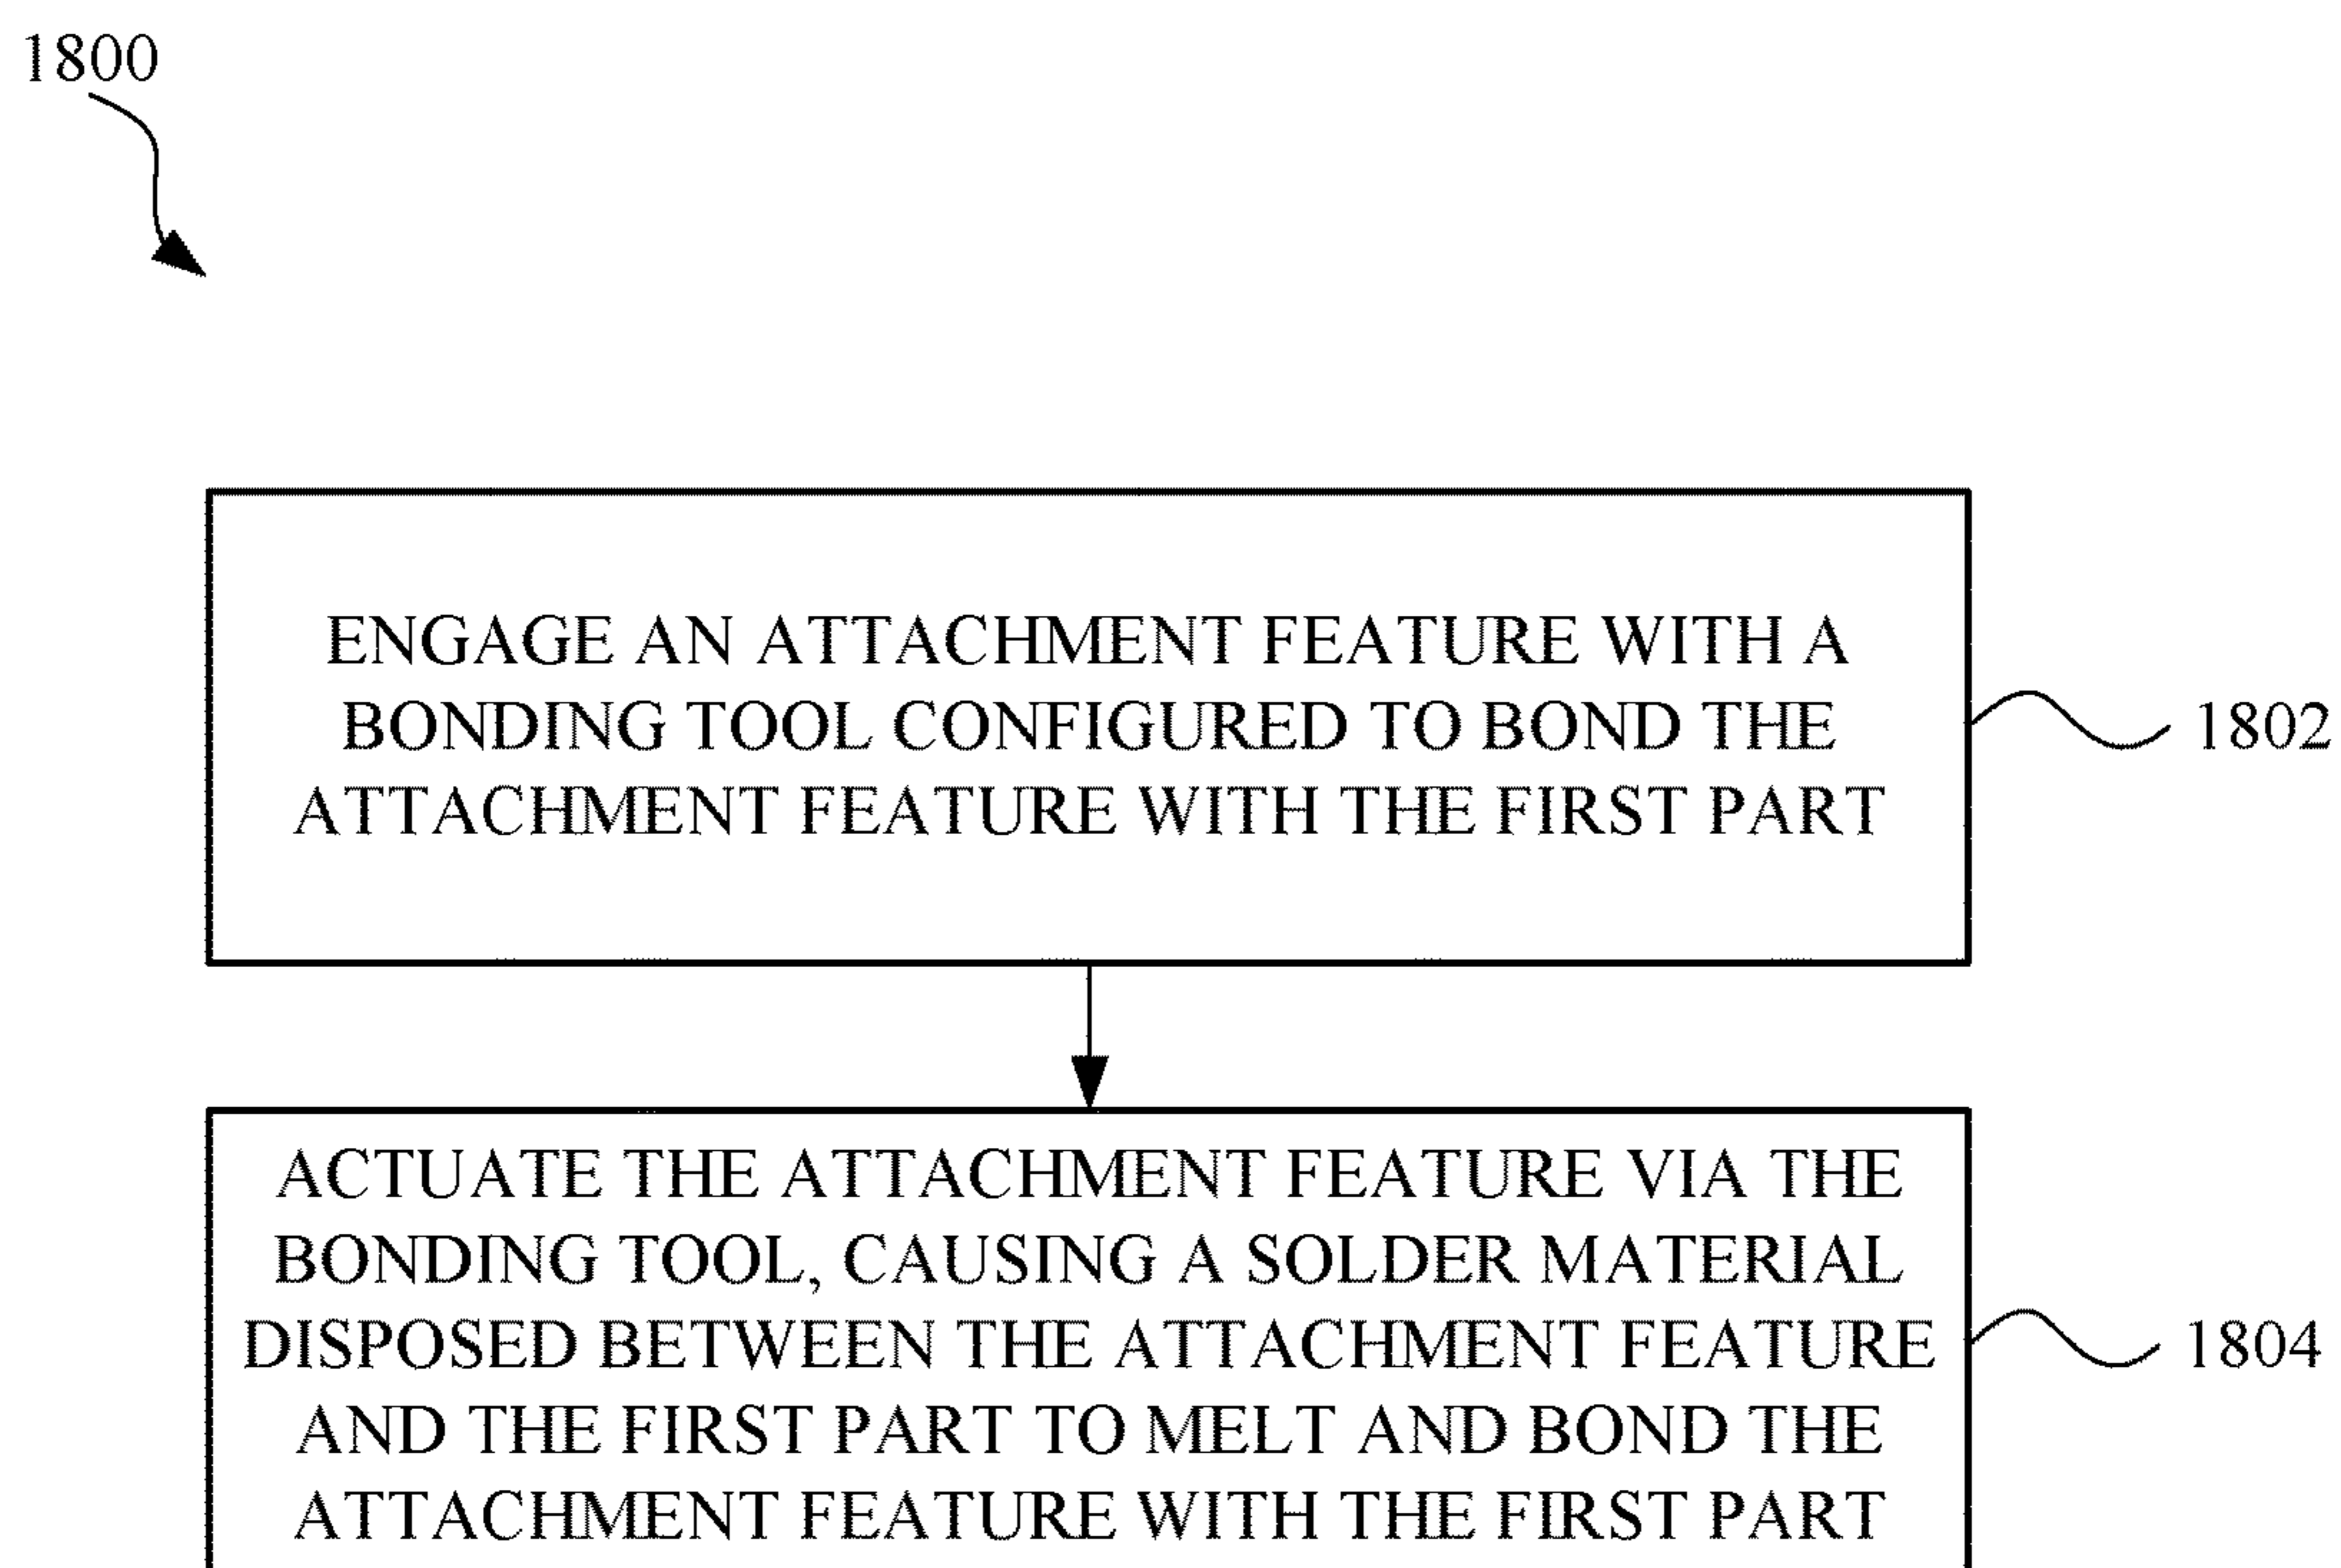 1800
ENGAGE AN ATTACHMENT FEATURE WITH A
BONDING TOOL CONFIGURED TO BOND THE
ATTACHMENT FEATURE WITH THE FIRST PART
1802
ACTUATE THE ATTACHMENT FEATURE VIA THE
BONDING TOOL, CAUSING A SOLDER MATERIAL
DISPOSED BETWEEN THE ATTACHMENT FEATURE
AND THE FIRST PART TO MELT AND BOND THE
ATTACHMENT FEATURE WITH THE FIRST PART
1804